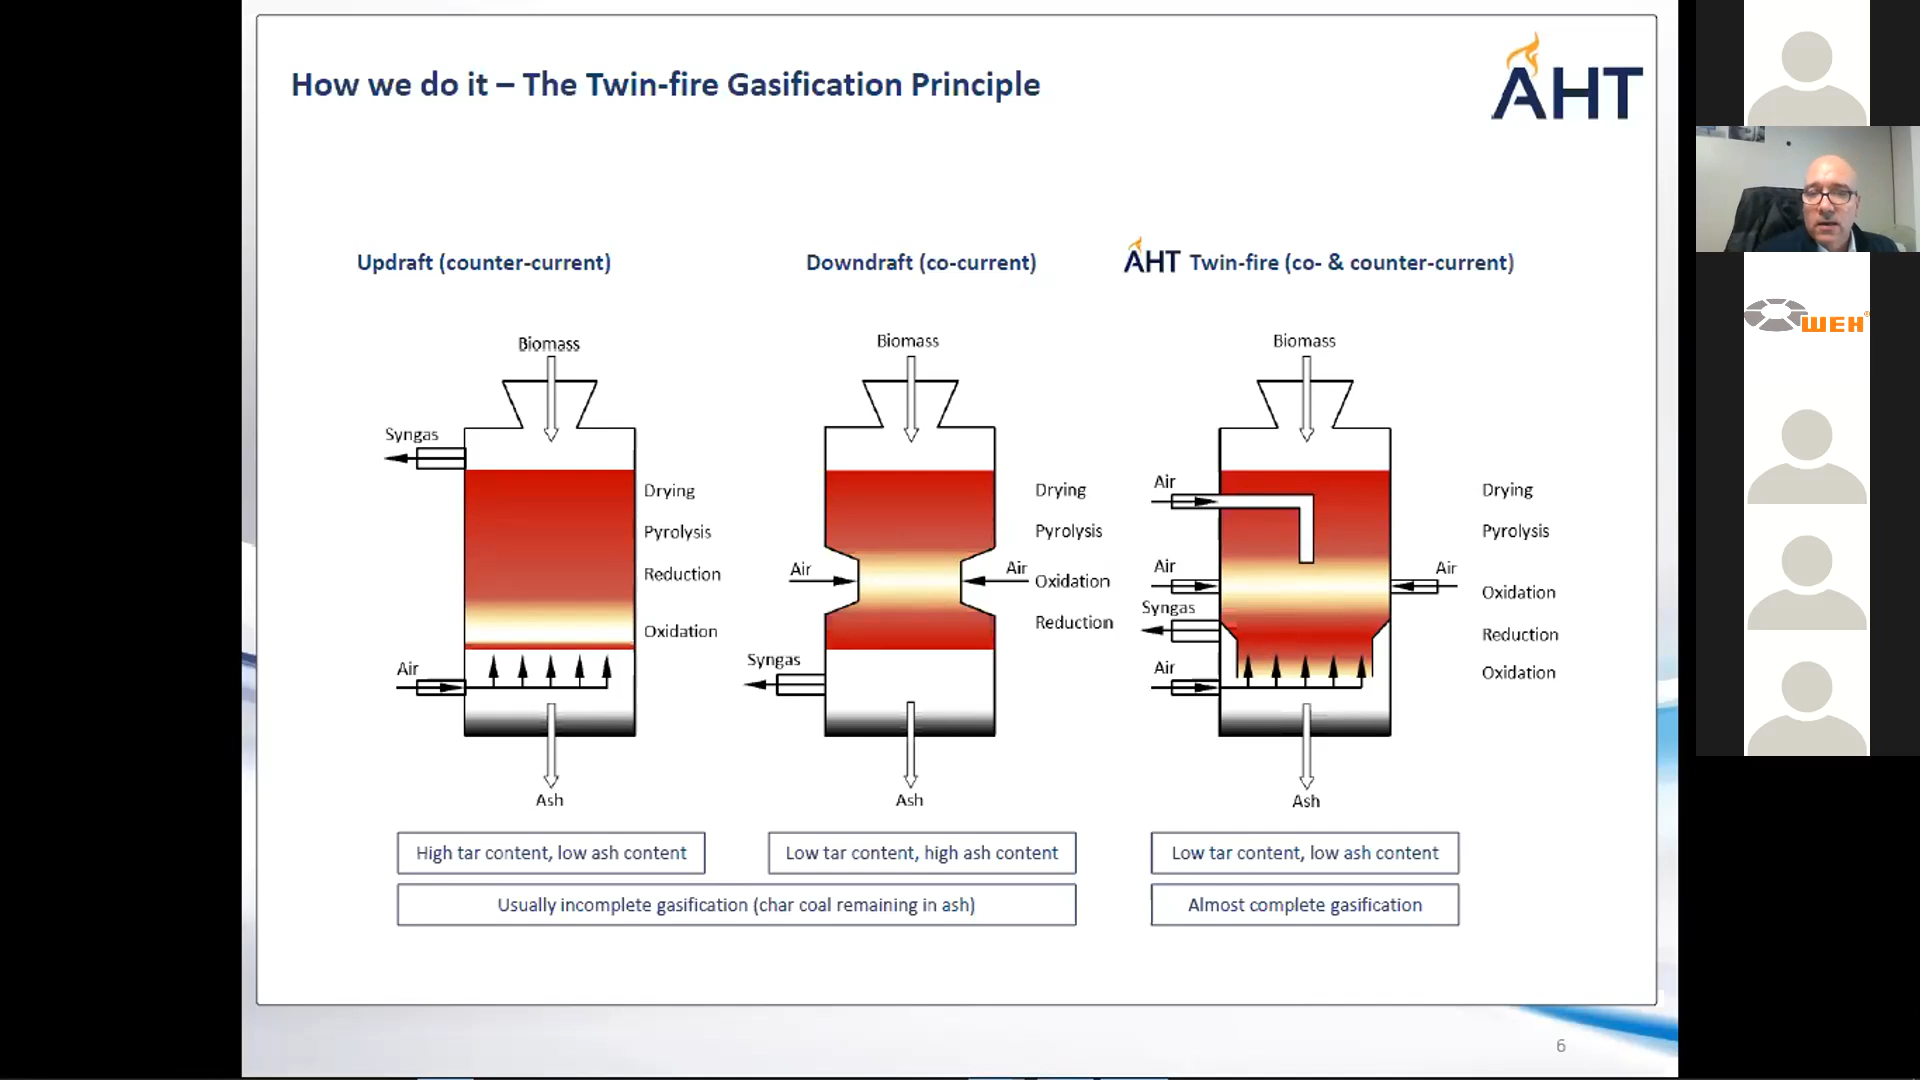 How we do it – The Twin-fire Gasification Principle
AHT
Updraft (counter-current)
Downdraft (co-current)
AHT Twin-fire (co- & counter-current)
Biomass
Syngas
Drying
Pyrolysis
Reduction
Oxidation
Air
Ash
Biomass
Drying
Pyrolysis
Air
Air
Oxidation
Reduction
Syngas
Ash
Biomass
Air
Drying
Pyrolysis
Air
Air
Oxidation
Syngas
Reduction
Air
Oxidation
Ash
High tar content, low ash content
Low tar content, high ash content
Low tar content, low ash content
Usually incomplete gasification (char coal remaining in ash)
Almost complete gasification
6
WEH®